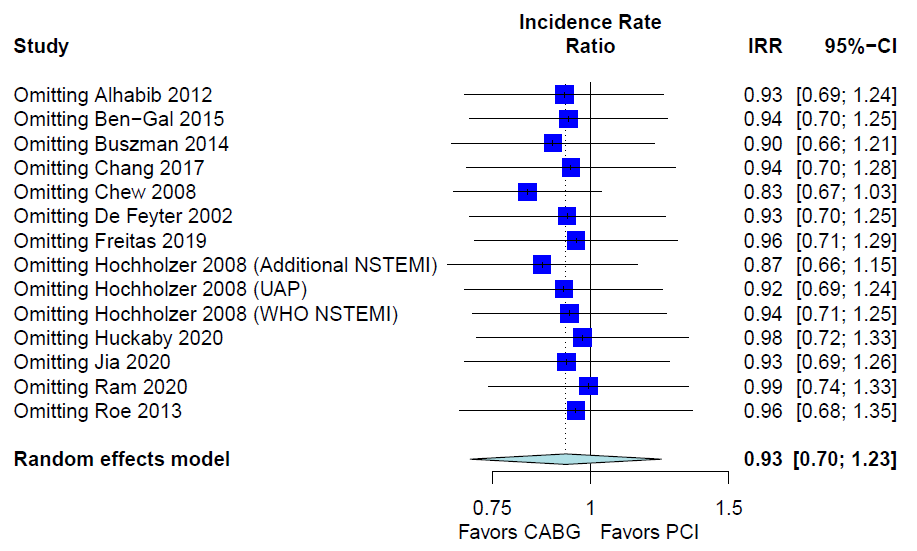 Incidence Rate
Study Ratio IRR 95%−CI
Omitting Alhabib 2012 0.93 [0.69; 1.24]
Omitting Ben−Gal 2015 0.94 [0.70; 1.25]
Omitting Buszman 2014 0.90 [0.66; 1.21]
Omitting Chang 2017 0.94 [0.70; 1.28]
Omitting Chew 2008 0.83 [0.67; 1.03]
Omitting De Feyter 2002 0.93 [0.70; 1.25]
Omitting Freitas 2019 0.96 [0.71; 1.29]
Omitting Hochholzer 2008 (Additional NSTEMI) 0.87 [0.66; 1.15]
Omitting Hochholzer 2008 (UAP) 0.92 [0.69; 1.24]
Omitting Hochholzer 2008 (WHO NSTEMI) 0.94 [0.71; 1.25]
Omitting Huckaby 2020 0.98 [0.72; 1.33]
Omitting Jia 2020 0.93 [0.69; 1.26]
Omitting Ram 2020 0.99 [0.74; 1.33]
Omitting Roe 2013 0.96 [0.68; 1.35]
Random effects model 0.93 [0.70; 1.23]
0.75 1 1.5
Favors CABG Favors PCI